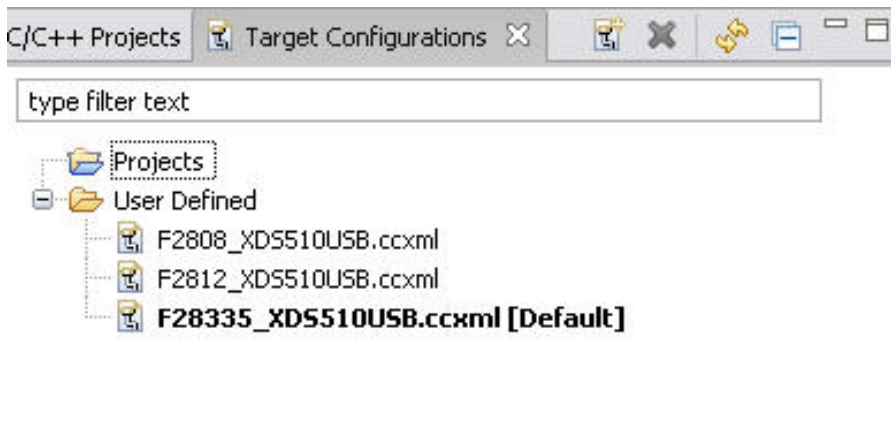 C/C++ Projects Target Configurations
type filter text
Projects
User Defined
F2808_XDS510USB.ccxml
F2812_XDS510USB.ccxml
F28335_XDS510USB.ccxml [Default]